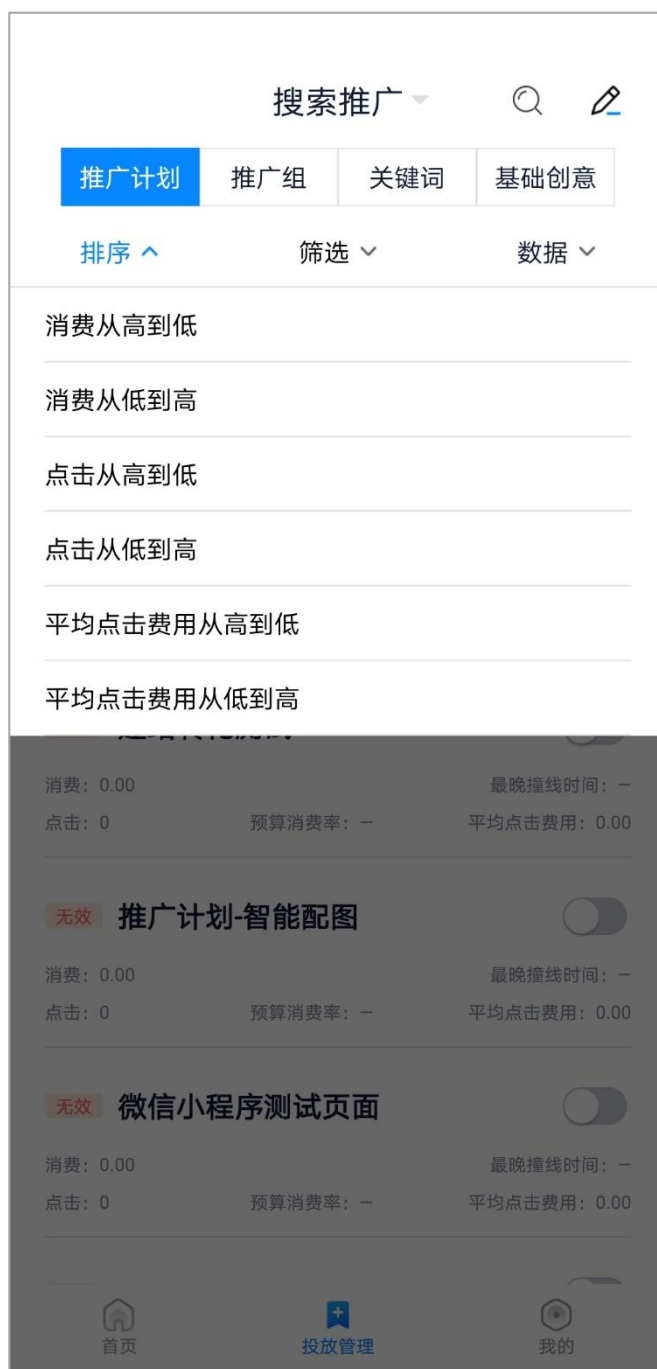 搜索推广
推广计划 推广组 关键词 基础创意
排序 筛选 数据
消费从高到低
消费从低到高
点击从高到低
点击从低到高
平均点击费用从高到低
平均点击费用从低到高
消费：0.00 最晚撞线时间：—
点击：0 预算消费率：— 平均点击费用：0.00
无效 推广计划-智能配图
消费：0.00 最晚撞线时间：—
点击：0 预算消费率：— 平均点击费用：0.00
无效 微信小程序测试页面
消费：0.00 最晚撞线时间：—
点击：0 预算消费率：— 平均点击费用：0.00
首页 投放管理 我的